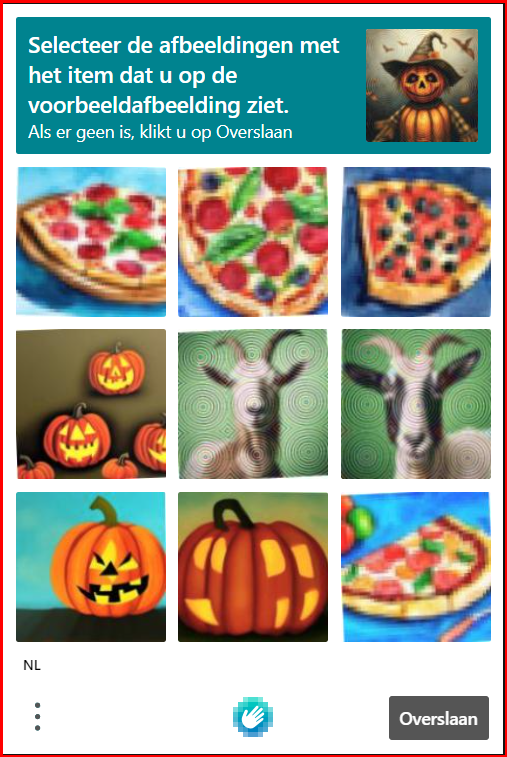 Selecteer de afbeeldingen met
het item dat u op de
voorbeeldafbeelding ziet.
Als er geen is, klikt u op Overslaan
NL
Overslaan